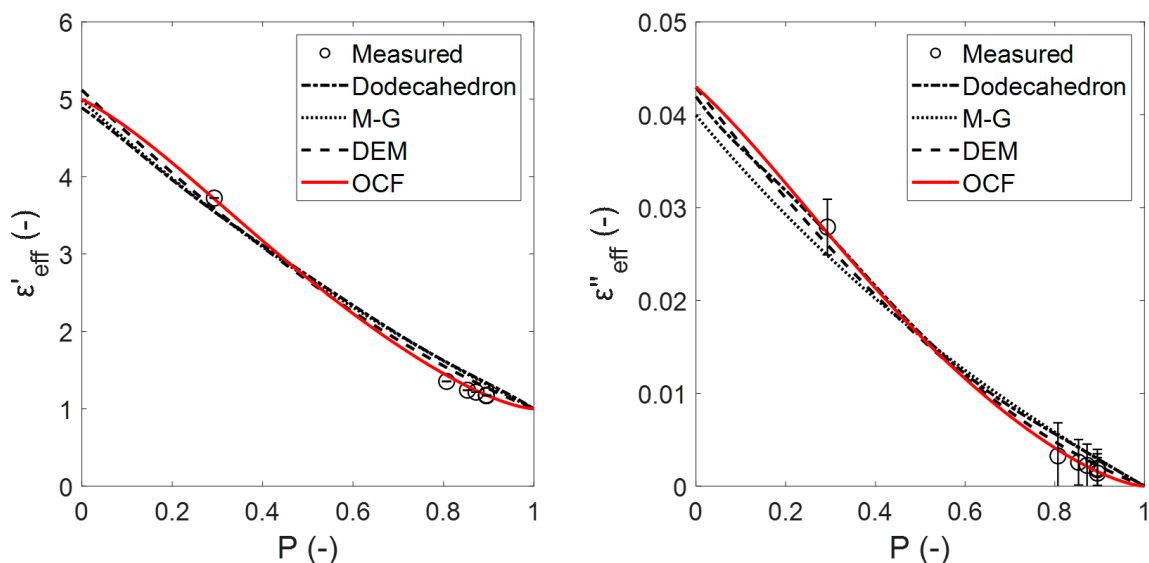 6
5
4
3
2
1
0
0
0.2
0.4
0.6
0.8
1
ε'eff (-)
P (-)
Measured
Dodecahedron
M-G
DEM
OCF
0.05
0.04
0.03
0.02
0.01
0
0
0.2
0.4
0.6
0.8
1
ε''eff (-)
P (-)
Measured
Dodecahedron
M-G
DEM
OCF